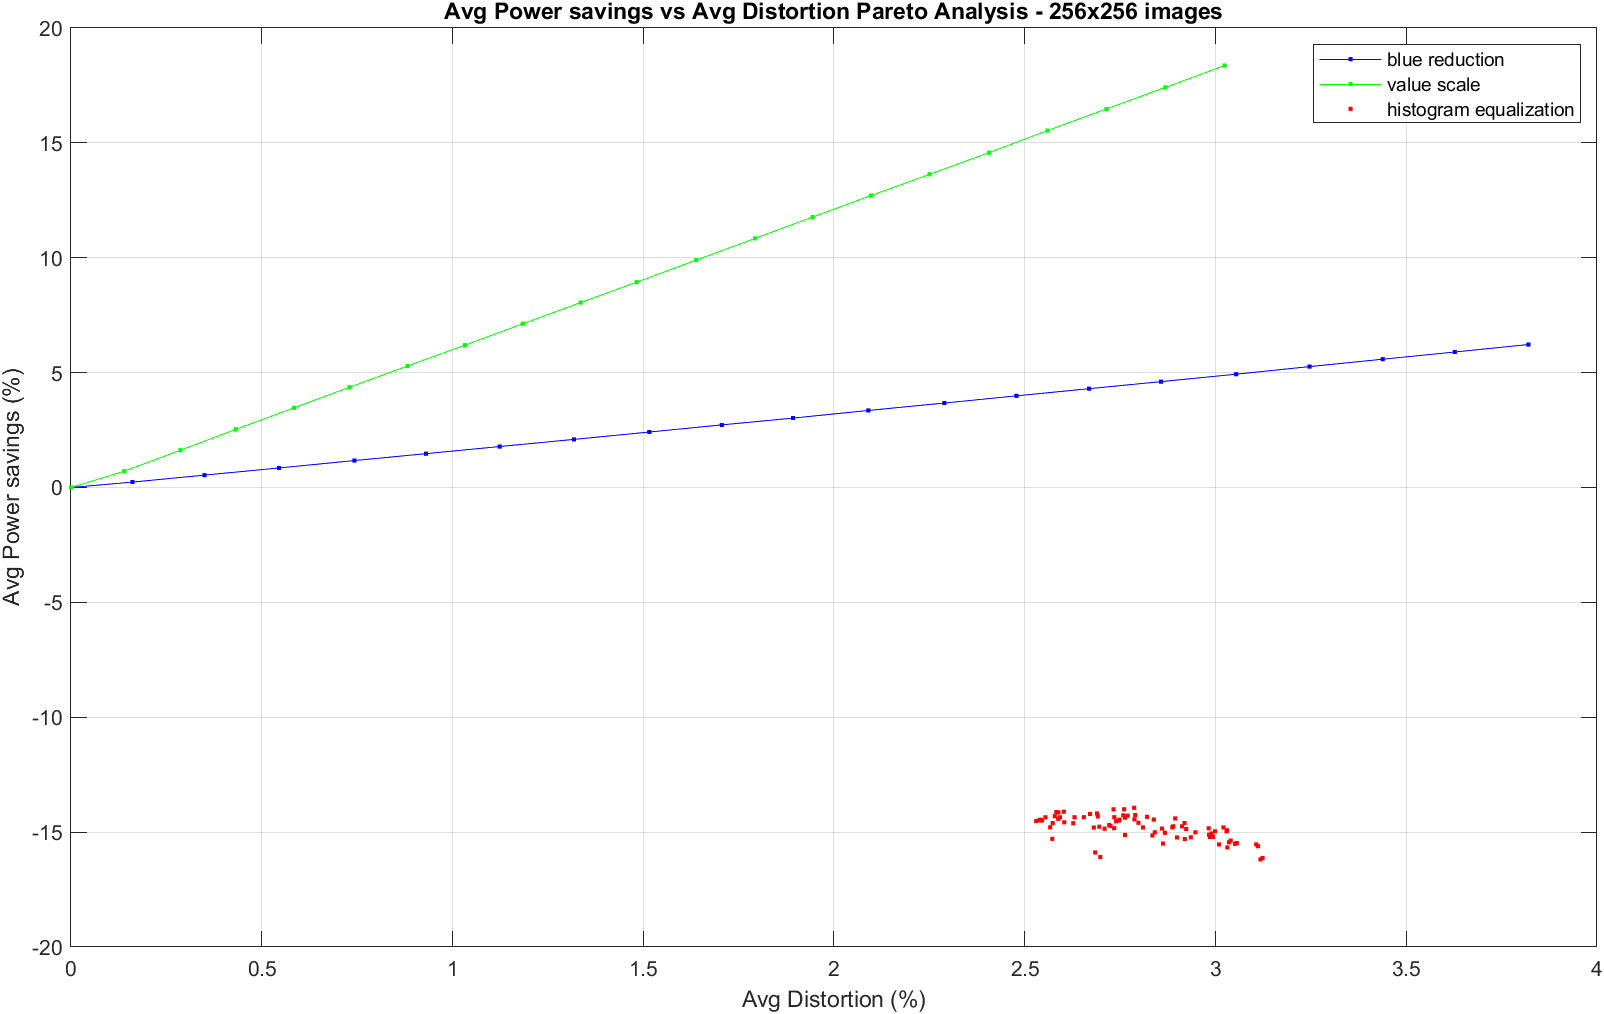 Avg Power savings vs Avg Distortion Pareto Analysis - 256x256 images
blue reduction
value scale
histogram equalization
Avg Power savings (%)
20
15
10
5
0
-5
-10
-15
-20
0 0.5 1 1.5 2 2.5 3 3.5 4
Avg Distortion (%)